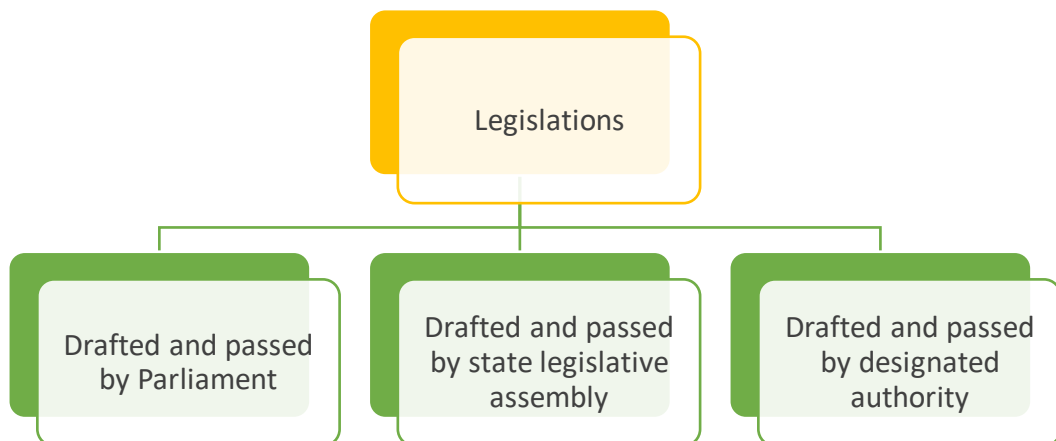 Legislations
Drafted and passed
by Parliament
Drafted and passed
by state legislative
assembly
Drafted and passed
by designated
authority